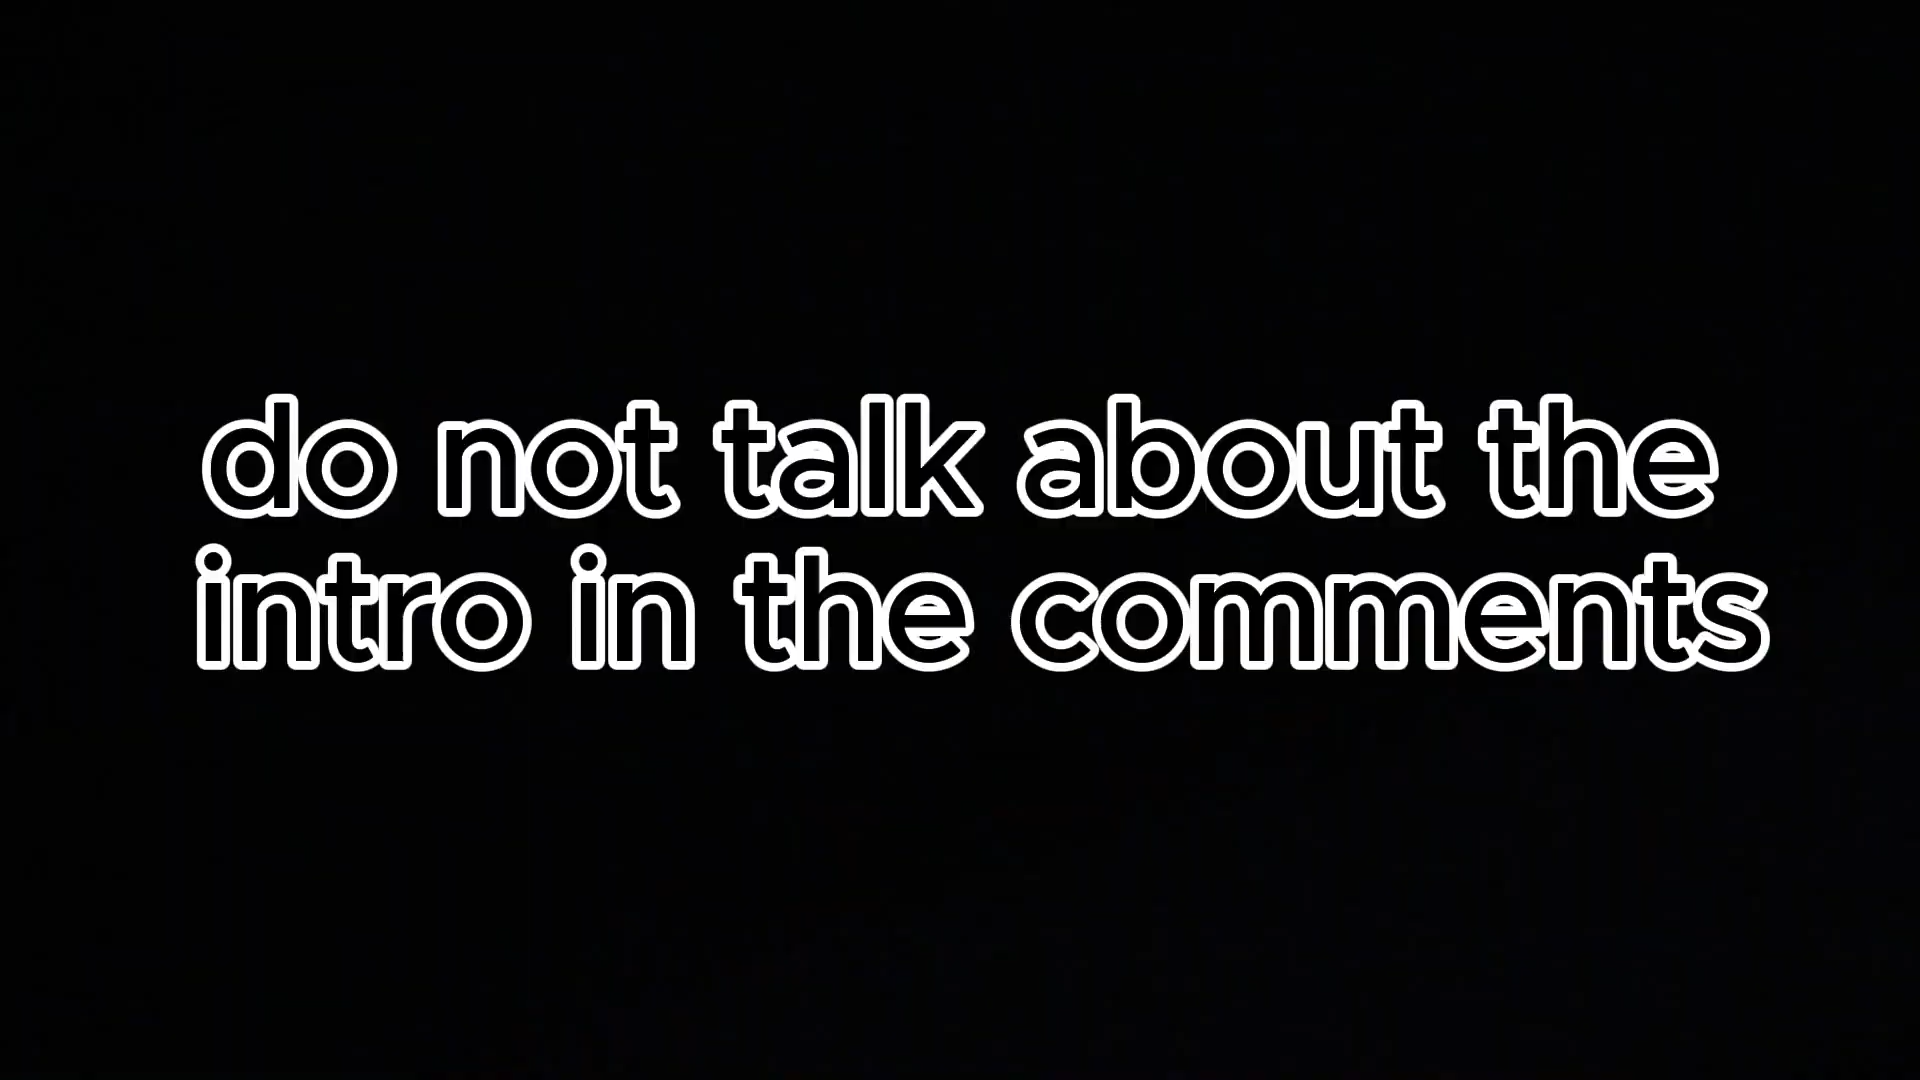 do not talk about the
intro in the comments